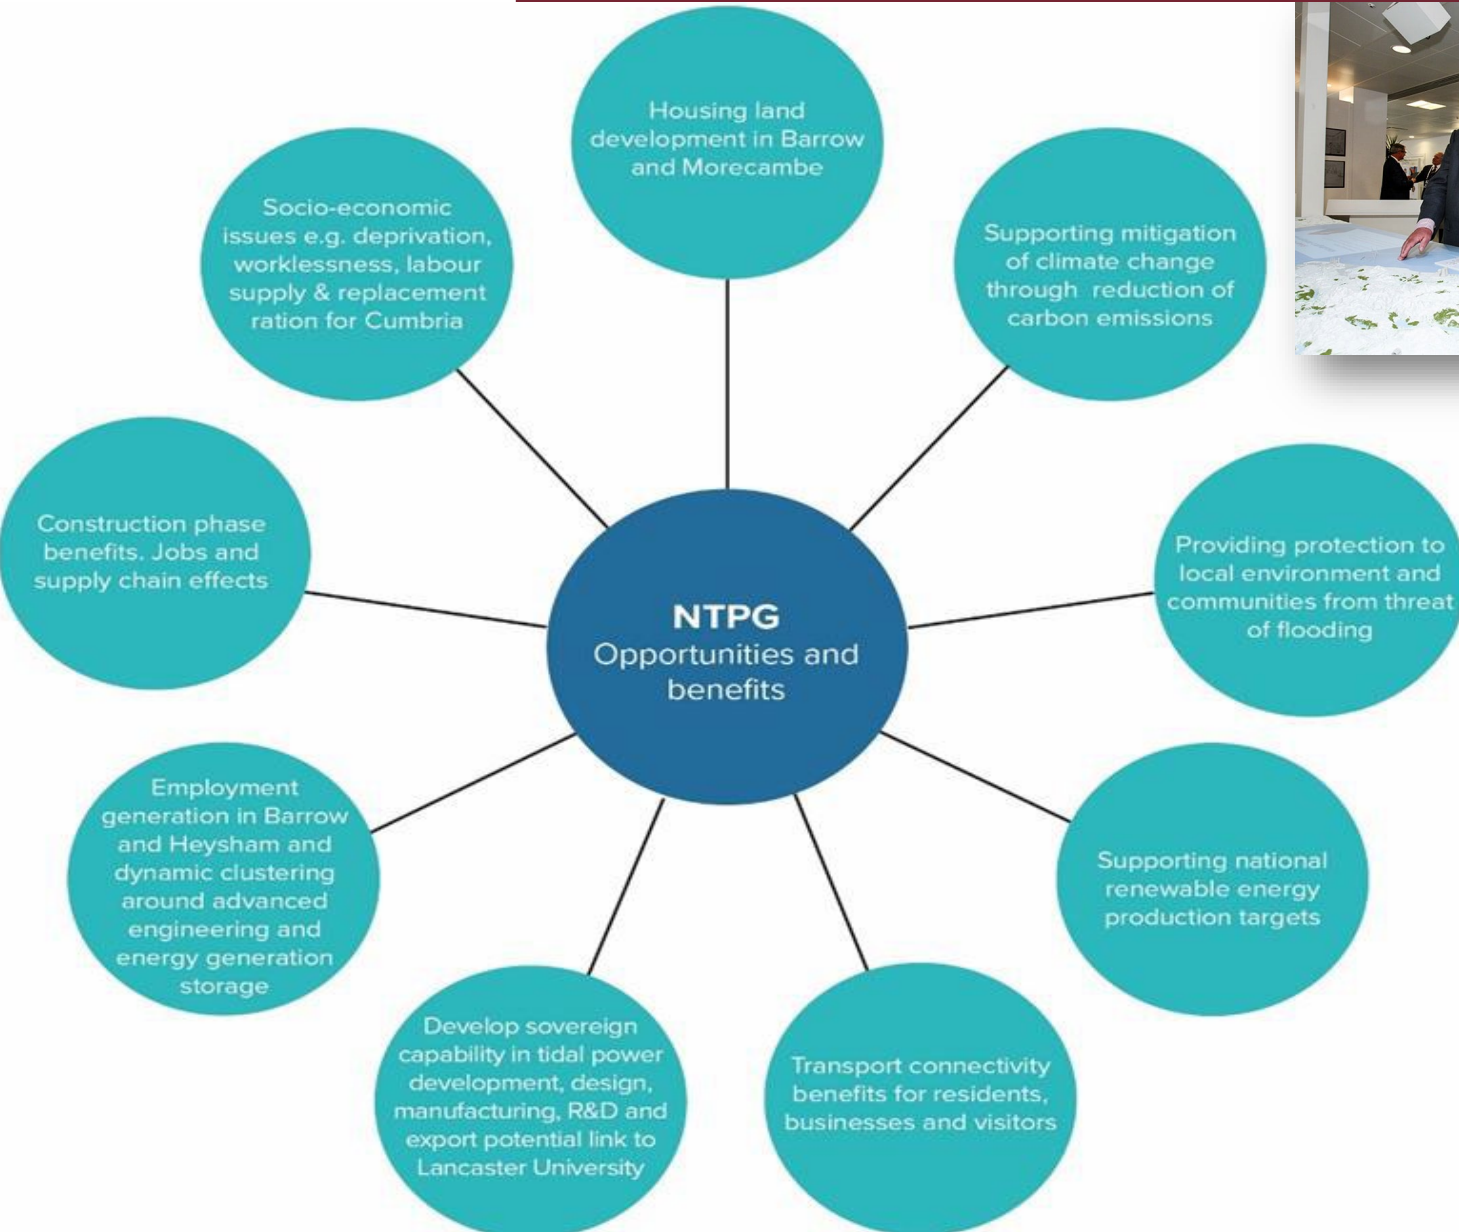 Housing land
development in Barrow
and Morecambe
Supporting mitigation
of climate change
through reduction of
carbon emissions
Providing protection to
local environment and
communities from threat
of flooding
Supporting national
renewable energy
production targets
Transport connectivity
benefits for residents,
businesses and visitors
Develop sovereign
capability in tidal power
development, design,
manufacturing, R&D and
export potential link to
Lancaster University
Employment
generation in Barrow
and Heysham and
dynamic clustering
around advanced
engineering and
energy generation
storage
Construction phase
benefits. Jobs and
supply chain effects
Socio-economic
issues e.g. deprivation,
worklessness, labour
supply & replacement
ration for Cumbria
NTPG
Opportunities and
benefits